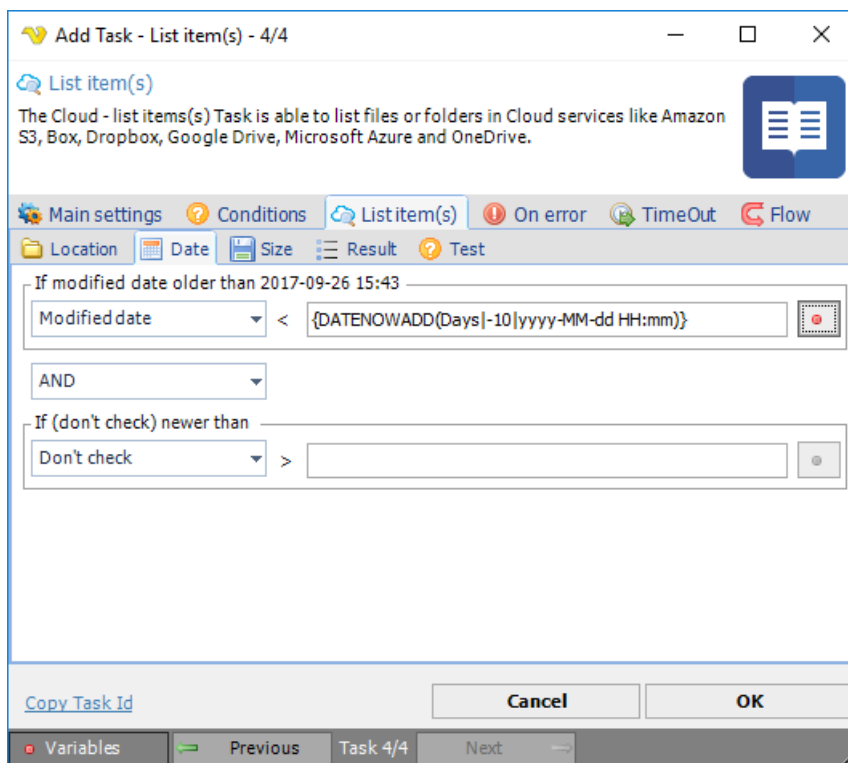 Add Task - List item(s) - 4/4
List item(s)
The Cloud - list items(s) Task is able to list files or folders in Cloud services like Amazon
S3, Box, Dropbox, Google Drive, Microsoft Azure and OneDrive.
Main settings Conditions List item(s) On error TimeOut Flow
Location Date Size Result Test
If modified date older than 2017-09-26 15:43
Modified date < {DATENOWADD(Days|-10|yyyy-MM-dd HH:mm)}
AND
If (don't check) newer than
Don't check >
Copy Task Id Cancel OK
Variables Previous Task 4/4 Next